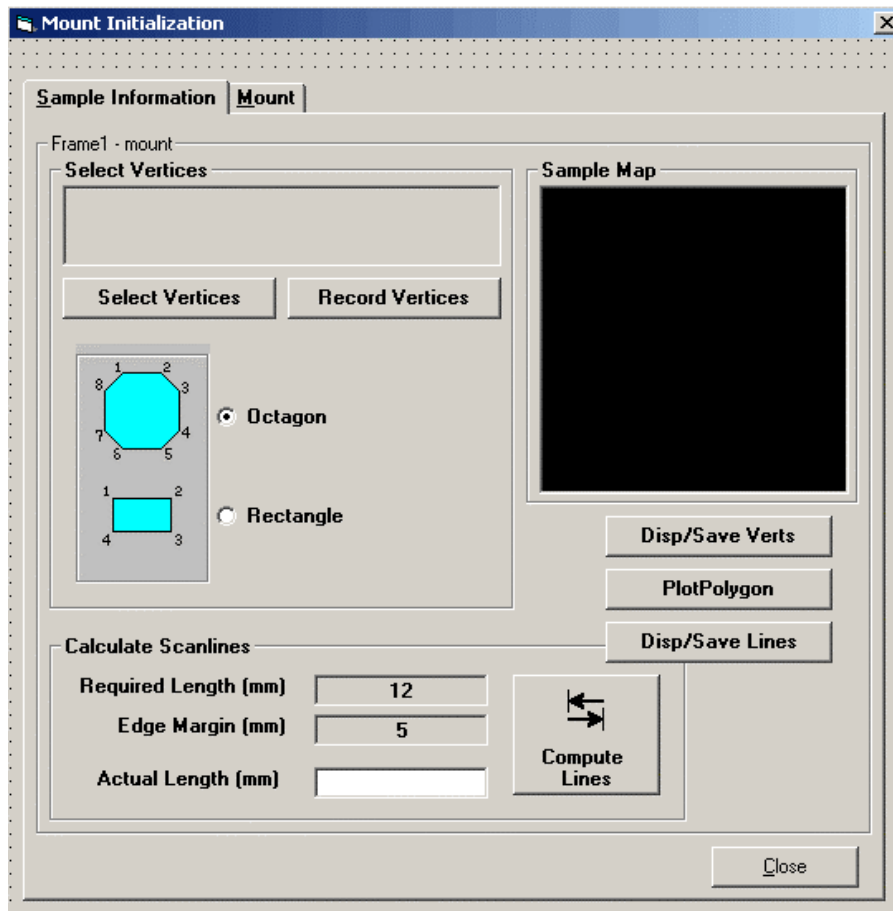 Mount Initialization
Sample Information
Mount
Frame1 - mount
Select Vertices
Select Vertices
Record Vertices
1 2
8 3
7 4
6 5
Octagon
1 2
4 3
Rectangle
Sample Map
Disp/Save Verts
PlotPolygon
Disp/Save Lines
Calculate Scanlines
Required Length (mm) 12
Edge Margin (mm) 5
Actual Length (mm)
Compute
Lines
Close